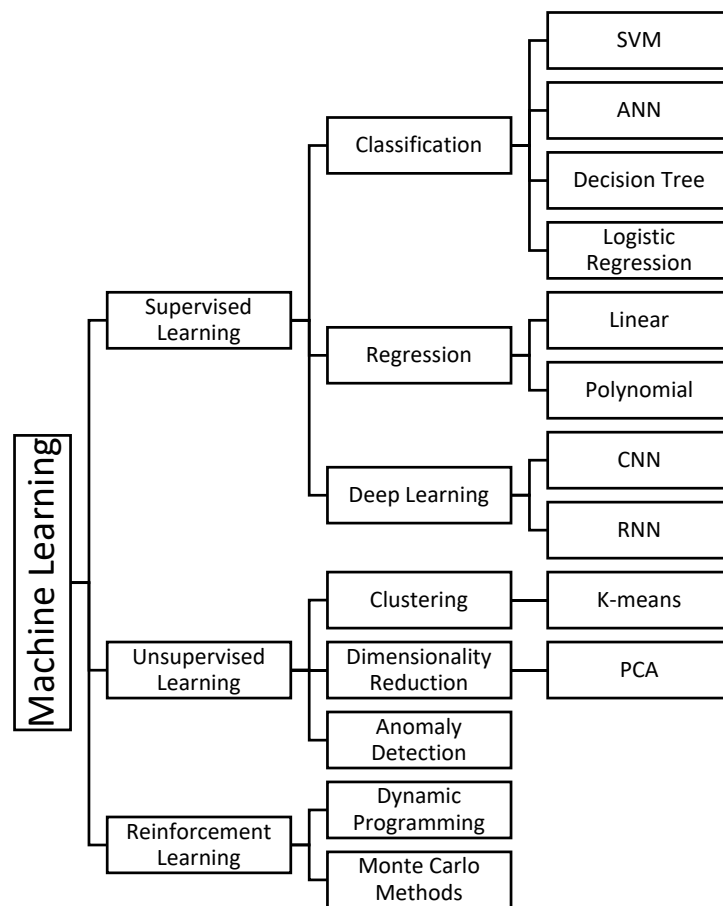 Machine Learning
Supervised
Learning
Classification
SVM
ANN
Decision Tree
Logistic
Regression
Regression
Linear
Polynomial
Deep Learning
CNN
RNN
Unsupervised
Learning
Clustering
K-means
Dimensionality
Reduction
PCA
Anomaly
Detection
Reinforcement
Learning
Dynamic
Programming
Monte Carlo
Methods